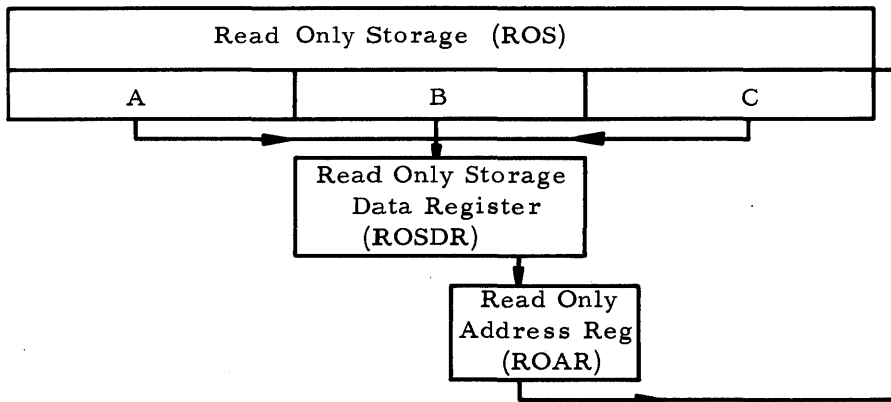 Read Only Storage (ROS)
A B C
Read Only Storage
Data Register
(ROSDR)
Read Only
Address Reg
(ROAR)